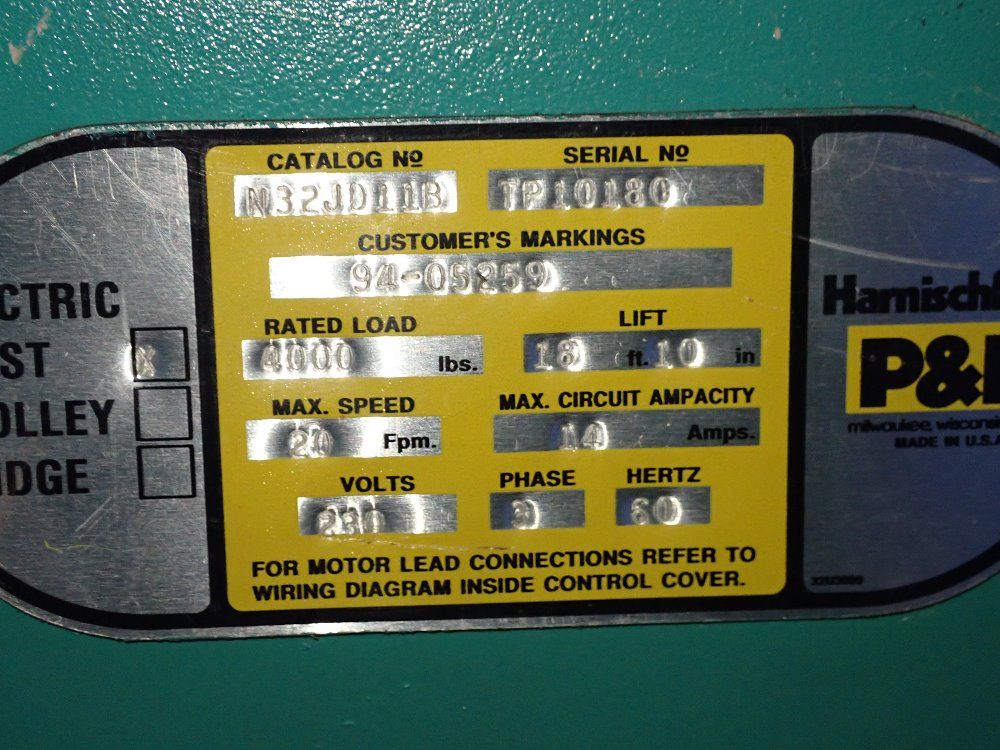 CATALOG Nº SERIAL Nº
N32JD11B TP10180
CUSTOMER'S MARKINGS
94-05259
CTRIC
RATED LOAD LIFT
ST X 4000 lbs. 18 ft. 10 in
OLLEY
MAX. SPEED MAX. CIRCUIT AMPACITY
20 Fpm. 14 Amps.
IDGE
VOLTS PHASE HERTZ
230 3 60
FOR MOTOR LEAD CONNECTIONS REFER TO
WIRING DIAGRAM INSIDE CONTROL COVER.
Harnischf
P&H
milwaukee, wisconsin
MADE IN U.S.A.